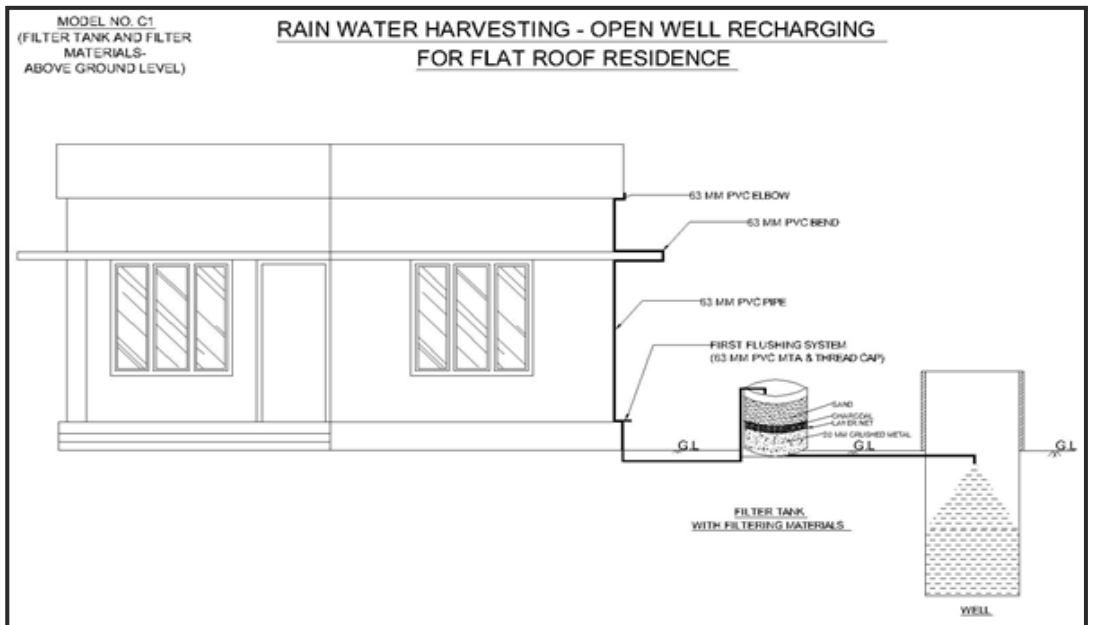 MODEL NO. C1
(FILTER TANK AND FILTER
MATERIALS-
ABOVE GROUND LEVEL)
RAIN WATER HARVESTING - OPEN WELL RECHARGING
FOR FLAT ROOF RESIDENCE
63 MM PVC ELBOW
63 MM PVC BEND
63 MM PVC PIPE
FIRST FLUSHING SYSTEM
(63 MM PVC MTA & THREAD CAP)
SAND
CHARCOAL
LAYER NET
20 MM CRUSHED METAL
G.L
G.L
G.L
FILTER TANK
WITH FILTERING MATERIALS
WELL